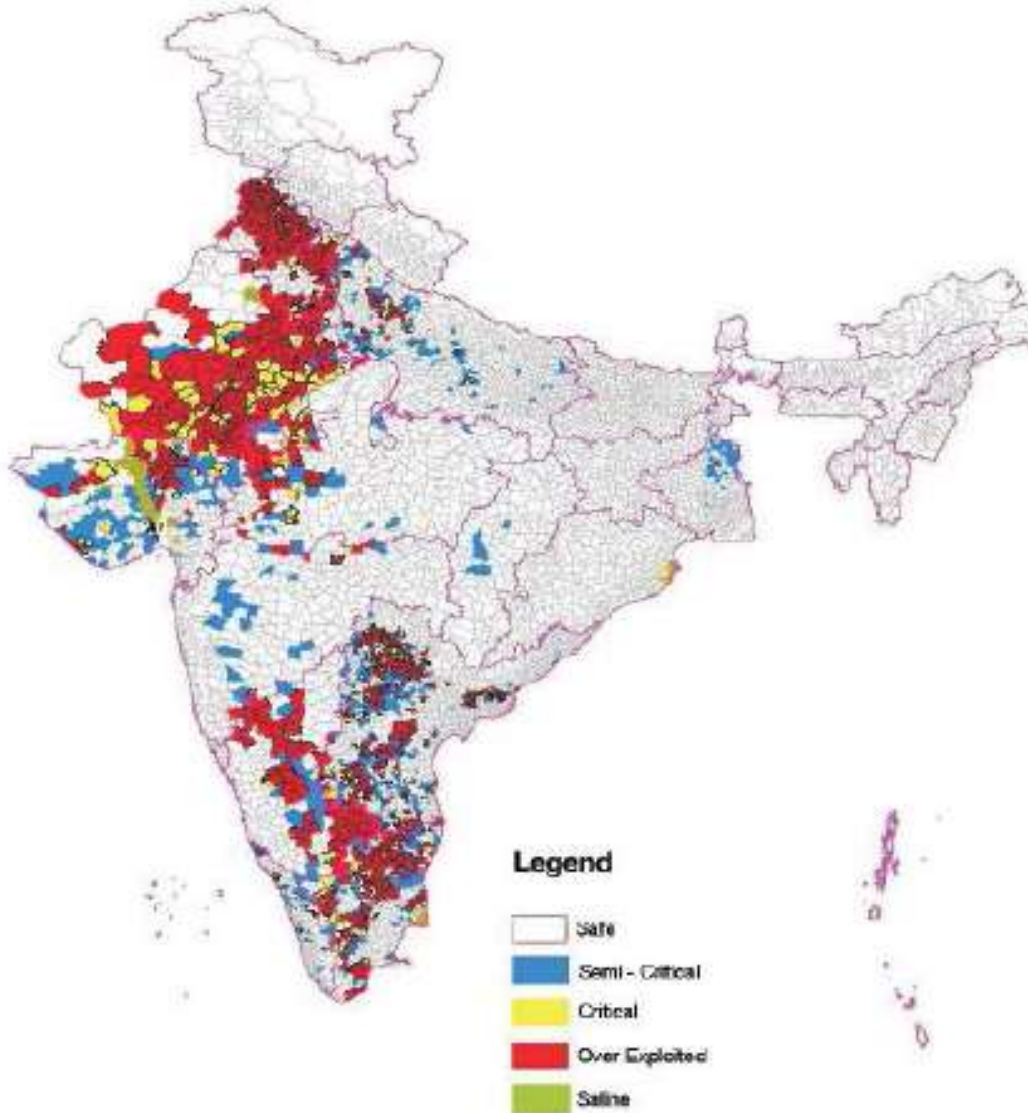 Legend
Safe
Semi - Critical
Critical
Over Exploited
Saline